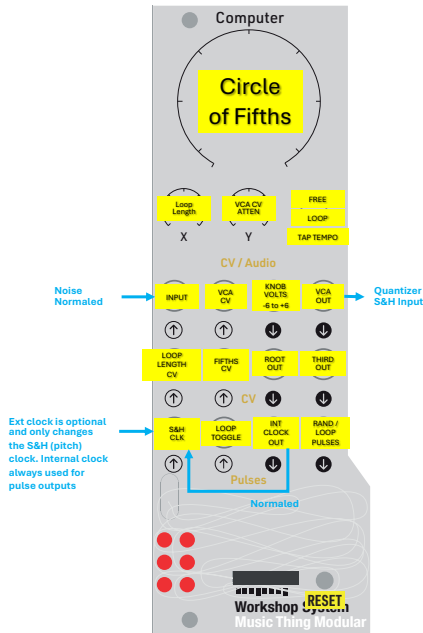 Computer
Circle
of Fifths
Loop
Length
VCA CV
ATTEN
FREE
LOOP
TAP TEMPO
X
Y
CV / Audio
Noise
Normaled
INPUT
VCA
CV
KNOB
VOLTS
-6 to +6
VCA
OUT
Quantizer
S&H Input
LOOP
LENGTH
CV
FIFTHS
CV
ROOT
OUT
THIRD
OUT
CV
Ext clock is optional
and only changes
the S&H (pitch)
clock. Internal clock
always used for
pulse outputs
S&H
CLK
LOOP
TOGGLE
INT
CLOCK
OUT
RAND /
LOOP
PULSES
Pulses
Normaled
RESET
Workshop System
Music Thing Modular